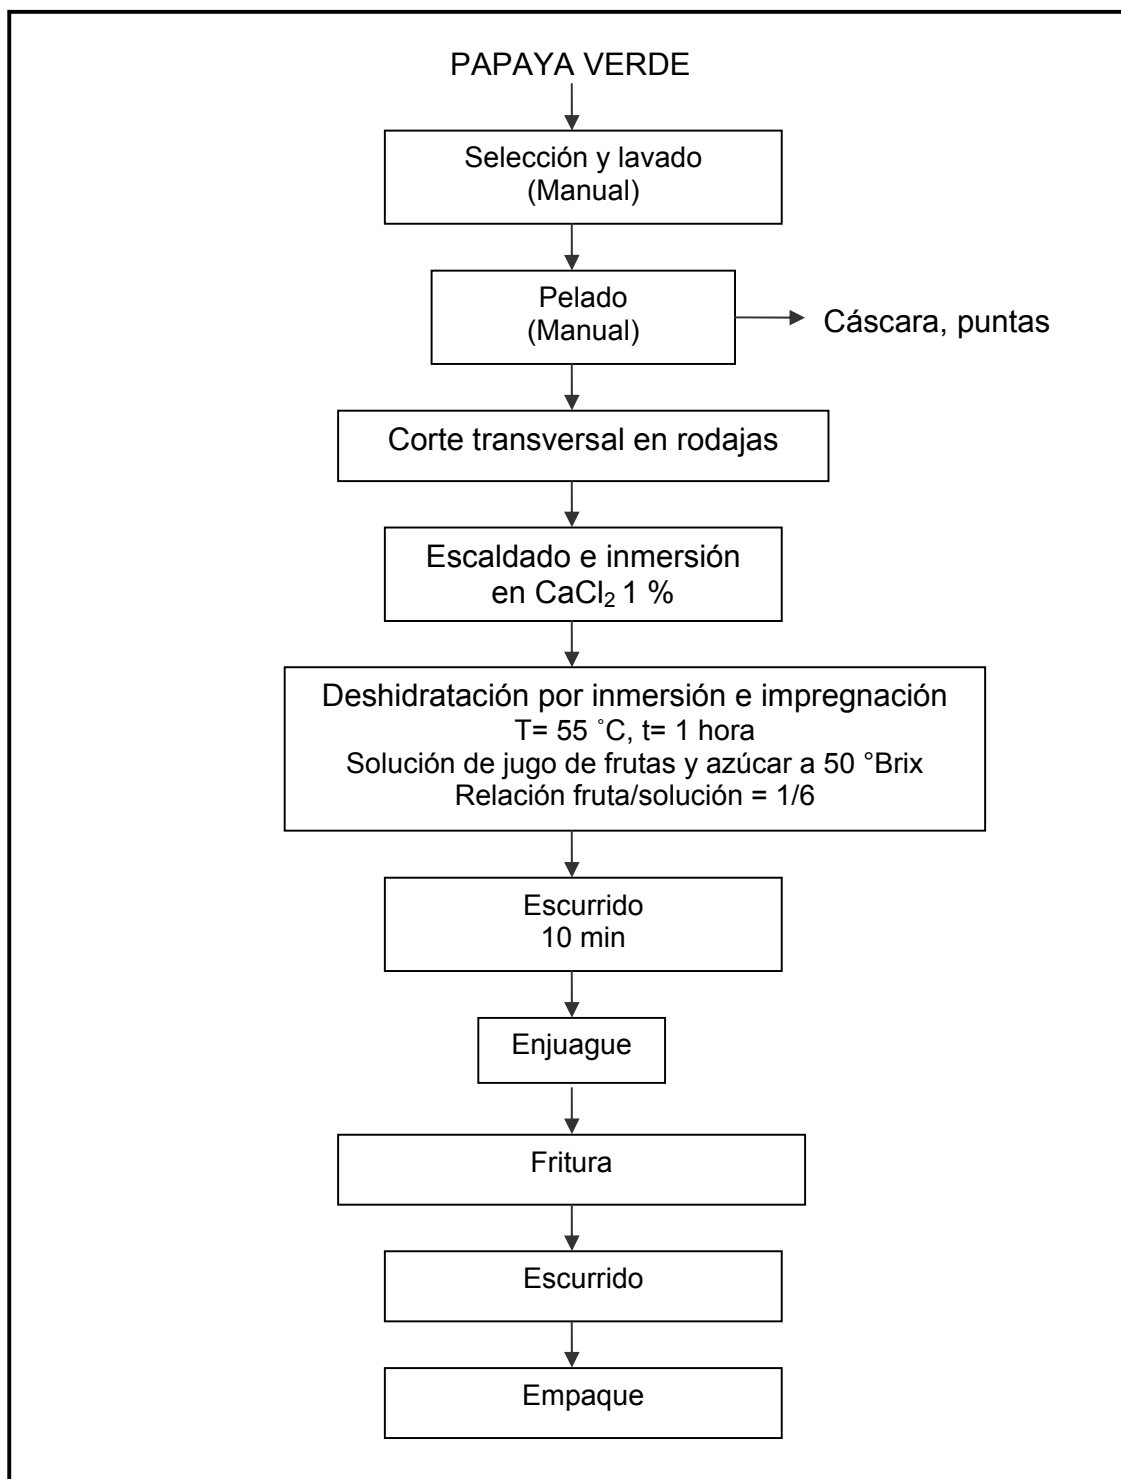 PAPAYA VERDE
Selección y lavado
(Manual)
Pelado
(Manual)
Cáscara, puntas
Corte transversal en rodajas
Escaldado e inmersión
en CaCl₂ 1 %
Deshidratación por inmersión e impregnación
T= 55 ˚C, t= 1 hora
Solución de jugo de frutas y azúcar a 50 °Brix
Relación fruta/solución = 1/6
Escurrido
10 min
Enjuague
Fritura
Escurrido
Empaque